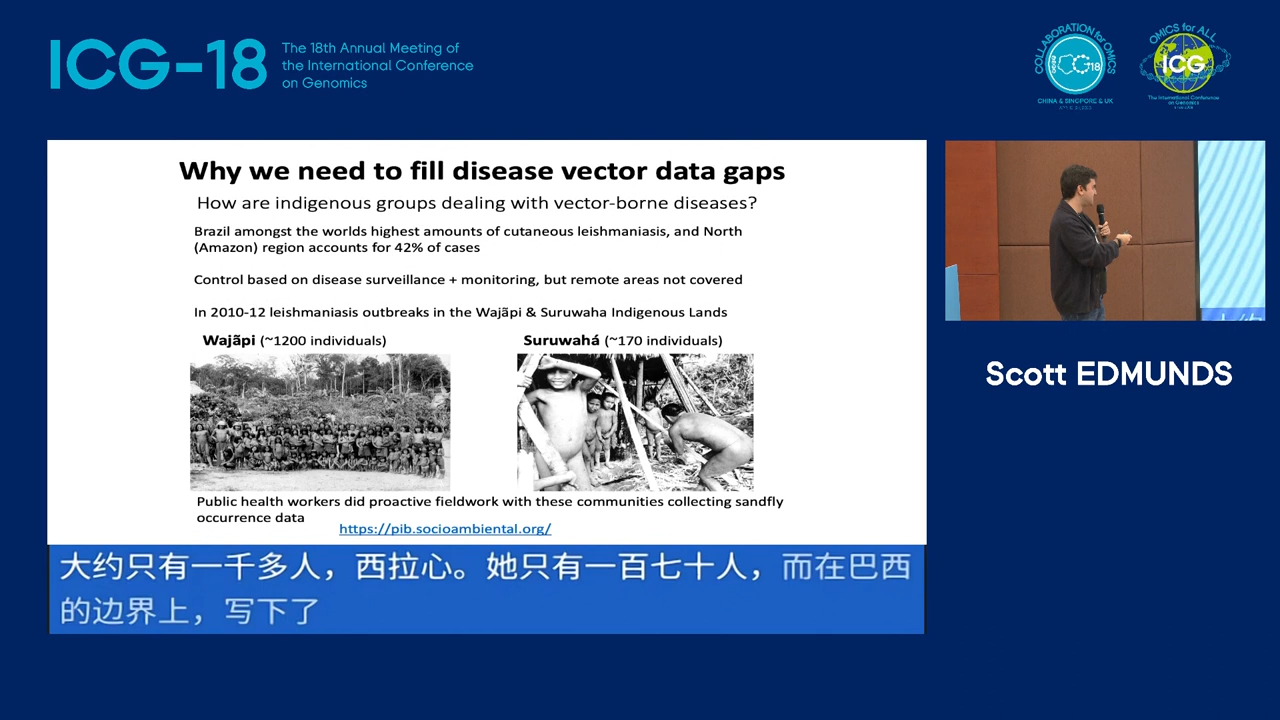 ICG-18
The 18th Annual Meeting of
the International Conference
on Genomics
COLLABORATION for OMICS
18
CHINA & SINGPORE & UK
OMICS for ALL
ICG
The International Conference
on Genomics
Why we need to fill disease vector data gaps
How are indigenous groups dealing with vector-borne diseases?
Brazil amongst the worlds highest amounts of cutaneous leishmaniasis, and North
(Amazon) region accounts for 42% of cases
Control based on disease surveillance + monitoring, but remote areas not covered
In 2010-12 leishmaniasis outbreaks in the Wajãpi & Suruwaha Indigenous Lands
Wajãpi (~1200 individuals)
Suruwahá (~170 individuals)
Public health workers did proactive fieldwork with these communities collecting sandfly
occurrence data
https://pib.socioambiental.org/
大约只有一千多人，西拉心。她只有一百七十人，而在巴西
的边界上，写下了
Scott EDMUNDS